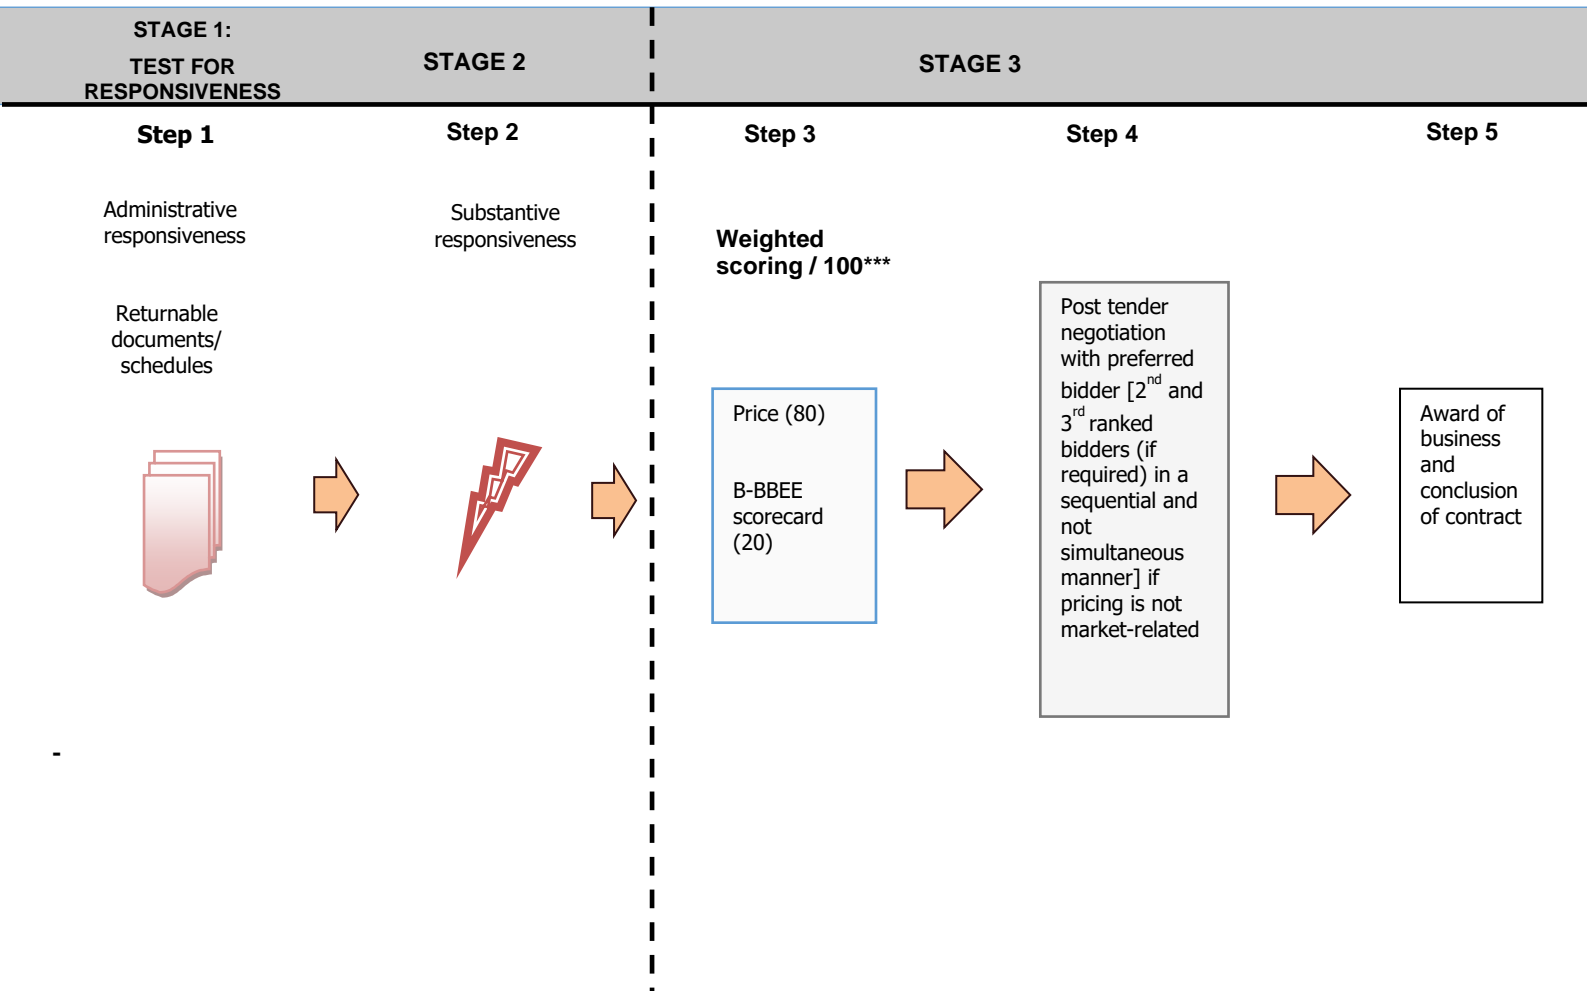 STAGE 1:
TEST FOR
RESPONSIVENESS
STAGE 2
STAGE 3
Step 1
Step 2
Step 3
Step 4
Step 5
Administrative
responsiveness
Returnable
documents/
schedules
Substantive
responsiveness
Weighted
scoring / 100***
Price (80)
B-BBEE
scorecard
(20)
Post tender
negotiation
with preferred
bidder [2nd and
3rd ranked
bidders (if
required) in a
sequential and
not
simultaneous
manner] if
pricing is not
market-related
Award of
business
and
conclusion
of contract
-